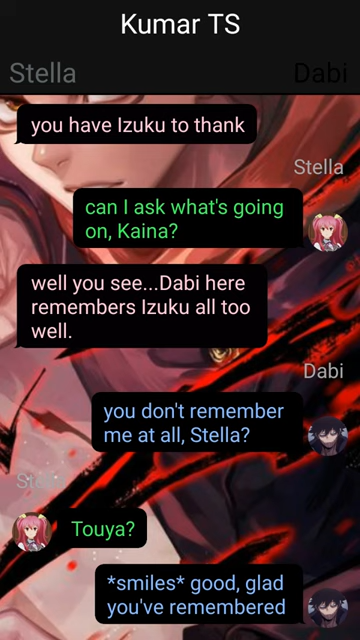 Kumar TS
Stella
Dabi
you have Izuku to thank
Stella
can I ask what's going
on, Kaina?
well you see...Dabi here
remembers Izuku all too
well.
Dabi
you don't remember
me at all, Stella?
Touya?
*smiles* good, glad
you've remembered